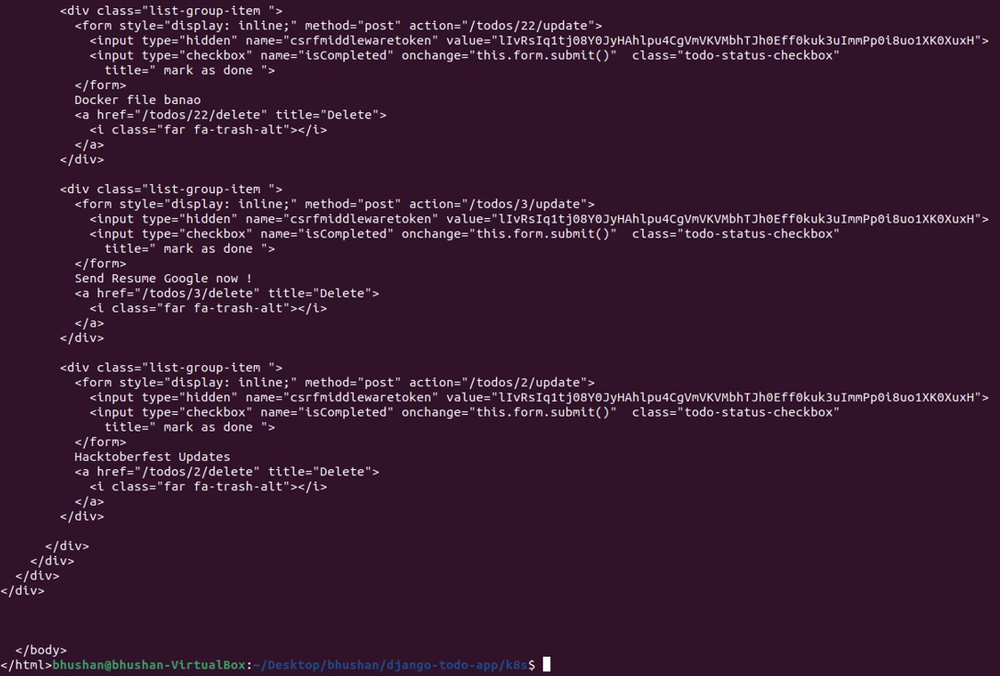 <div class="list-group-item ">
<form style="display: inline;" method="post" action="/todos/22/update">
<input type="hidden" name="csrfmiddlewaretoken" value="lIvRsIq1tj08Y0JyHAhlpu4CgVmVKVMbhTJh0Eff0kuk3uImmPp0i8uo1XK0XuxH">
<input type="checkbox" name="isCompleted" onchange="this.form.submit()"  class="todo-status-checkbox"
title=" mark as done ">
</form>
Docker file banao
<a href="/todos/22/delete" title="Delete">
<i class="far fa-trash-alt"></i>
</a>
</div>
<div class="list-group-item ">
<form style="display: inline;" method="post" action="/todos/3/update">
<input type="hidden" name="csrfmiddlewaretoken" value="lIvRsIq1tj08Y0JyHAhlpu4CgVmVKVMbhTJh0Eff0kuk3uImmPp0i8uo1XK0XuxH">
<input type="checkbox" name="isCompleted" onchange="this.form.submit()"  class="todo-status-checkbox"
title=" mark as done ">
</form>
Send Resume Google now !
<a href="/todos/3/delete" title="Delete">
<i class="far fa-trash-alt"></i>
</a>
</div>
<div class="list-group-item ">
<form style="display: inline;" method="post" action="/todos/2/update">
<input type="hidden" name="csrfmiddlewaretoken" value="lIvRsIq1tj08Y0JyHAhlpu4CgVmVKVMbhTJh0Eff0kuk3uImmPp0i8uo1XK0XuxH">
<input type="checkbox" name="isCompleted" onchange="this.form.submit()"  class="todo-status-checkbox"
title=" mark as done ">
</form>
Hacktoberfest Updates
<a href="/todos/2/delete" title="Delete">
<i class="far fa-trash-alt"></i>
</a>
</div>
</div>
</div>
</div>
</div>
</body>
</html>bhushan@bhushan-VirtualBox:~/Desktop/bhushan/django-todo-app/k8s$